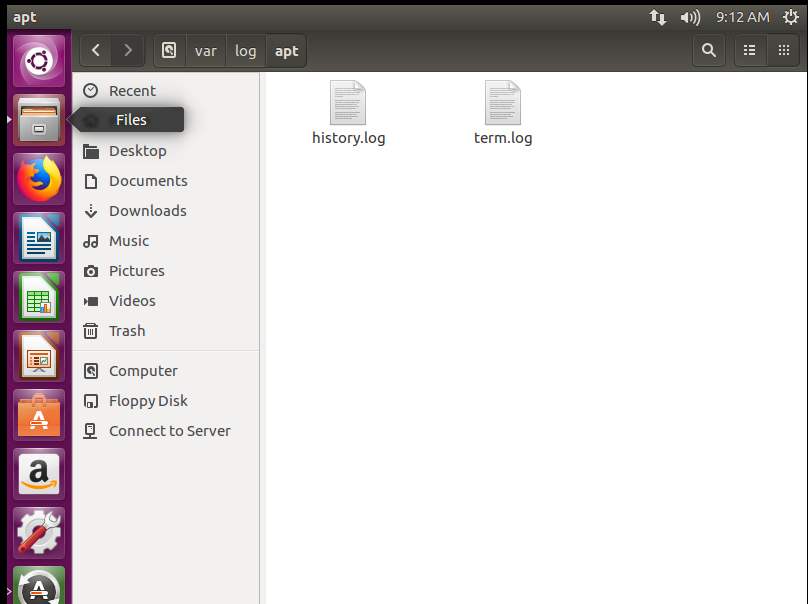 apt
9:12 AM
var
log
apt
Recent
Files
Desktop
Documents
Downloads
Music
Pictures
Videos
Trash
Computer
Floppy Disk
Connect to Server
history.log
term.log